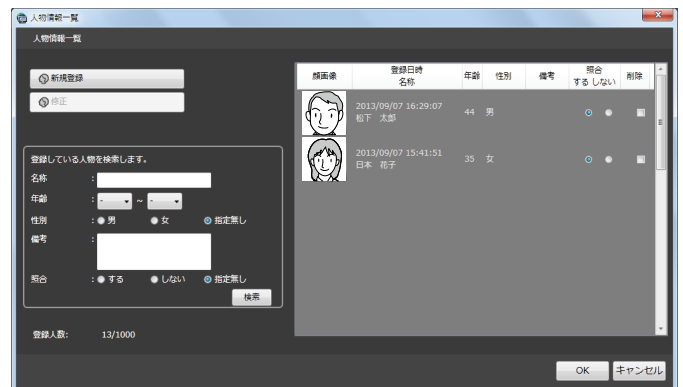 人物情報一覧
人物情報一覧
新規登録
修正
登録している人物を検索します。
名称 :
年齢 : - ~ -
性別 : 男 女 指定無し
備考 :
照合 : する しない 指定無し
検索
登録人数: 13/1000
顔画像 登録日時 名称 年齢 性別 備考 照合 する しない 削除
2013/09/07 16:29:07
松下 太郎 44 男
2013/09/07 15:41:51
日本 花子 35 女
OK キャンセル